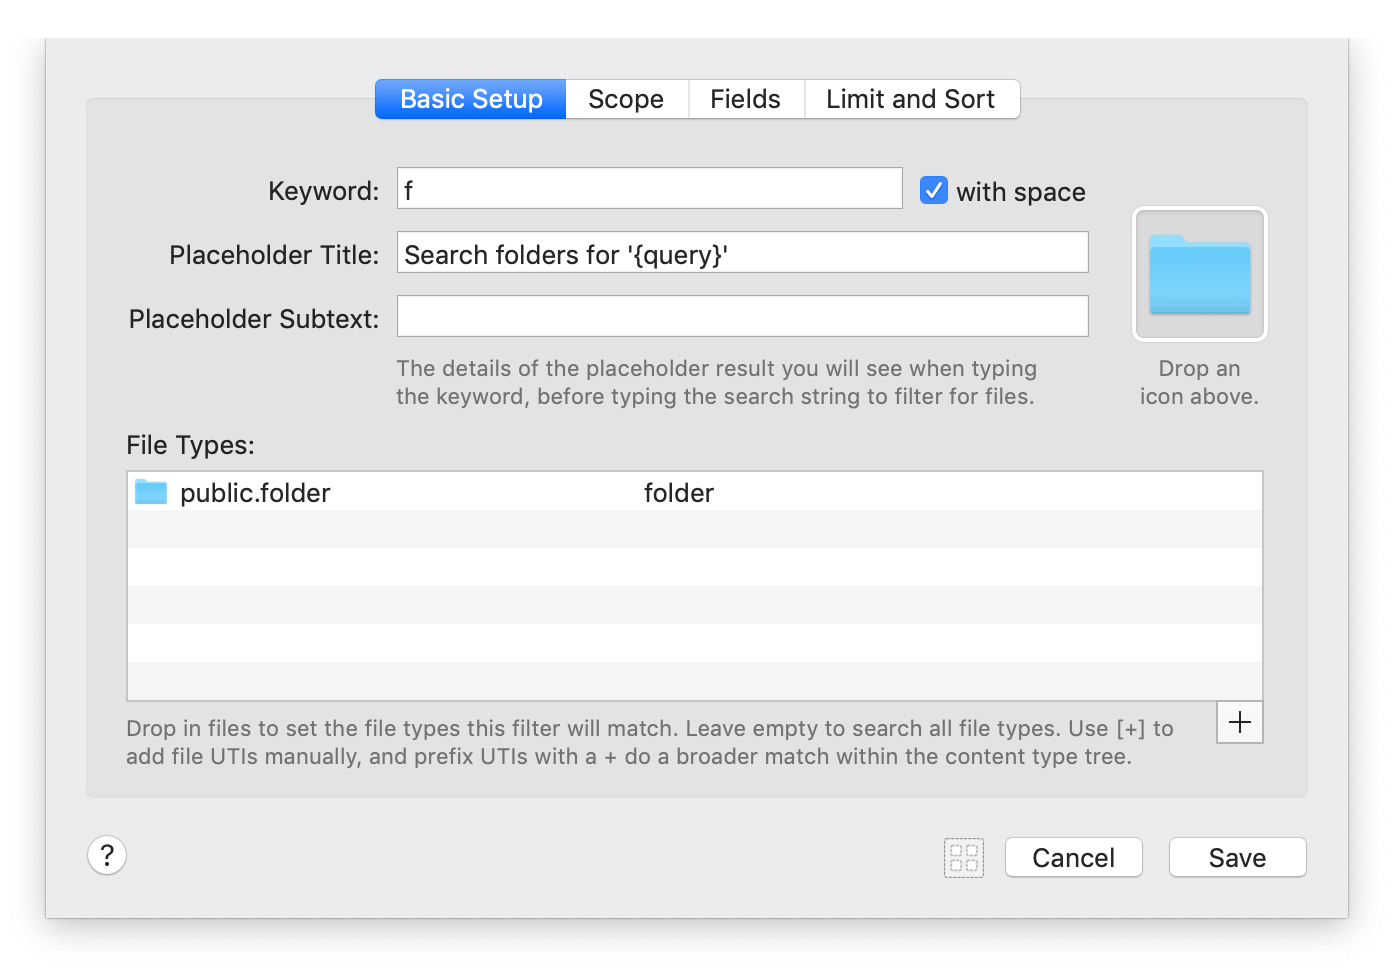 Basic Setup Scope Fields Limit and Sort
Keyword: f with space
Placeholder Title: Search folders for '{query}'
Placeholder Subtext:
The details of the placeholder result you will see when typing
the keyword, before typing the search string to filter for files.
Drop an
icon above.
File Types:
public.folder folder
Drop in files to set the file types this filter will match. Leave empty to search all file types. Use [+] to
add file UTIs manually, and prefix UTIs with a + do a broader match within the content type tree.
+
? Cancel Save